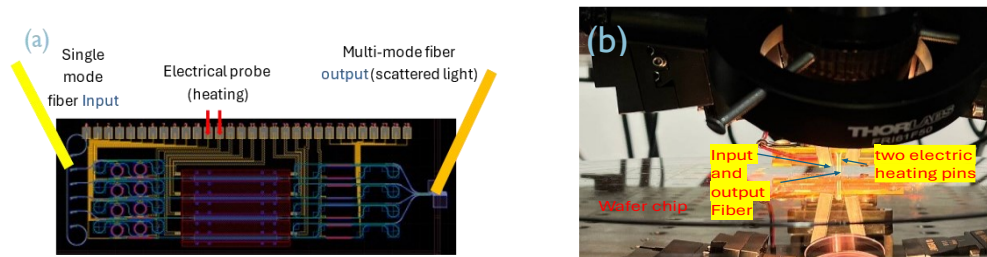 (a)
Single
mode
fiber Input
Electrical probe
(heating)
Multi-mode fiber
output (scattered light)
(b)
THORLABS
Input
and
output
Fiber
two electric
heating pins
Wafer chip